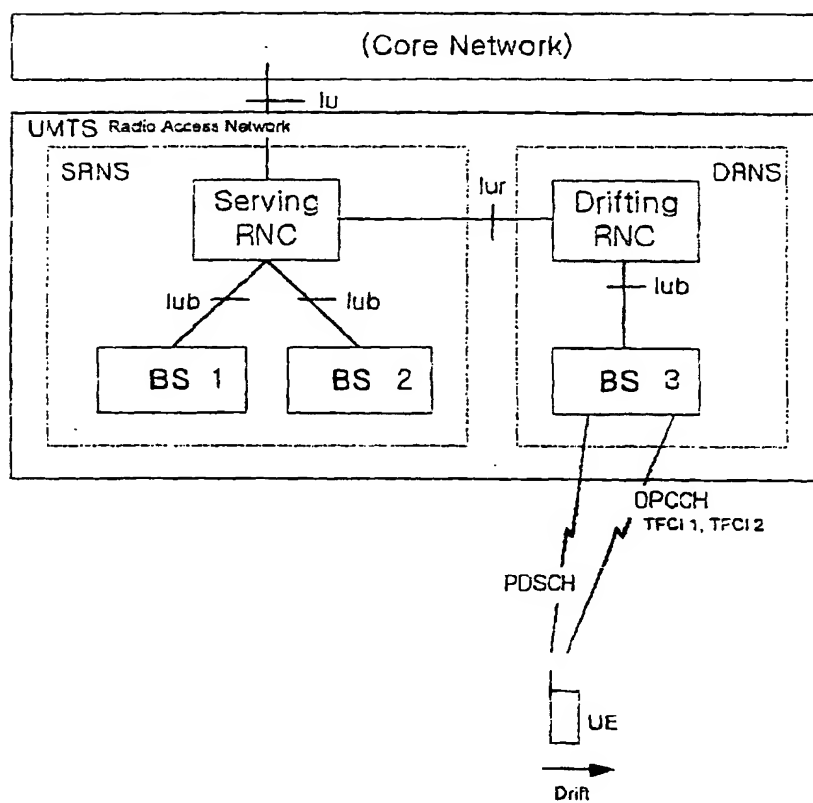 (Core Network)
Iu
UMTS Radio Access Network
SRNS
DRNS
Serving
RNC
Iur
Drifting
RNC
Iub
Iub
Iub
BS 1
BS 2
BS 3
DPCCH
TFCI 1, TFCI 2
PDSCH
UE
Drift